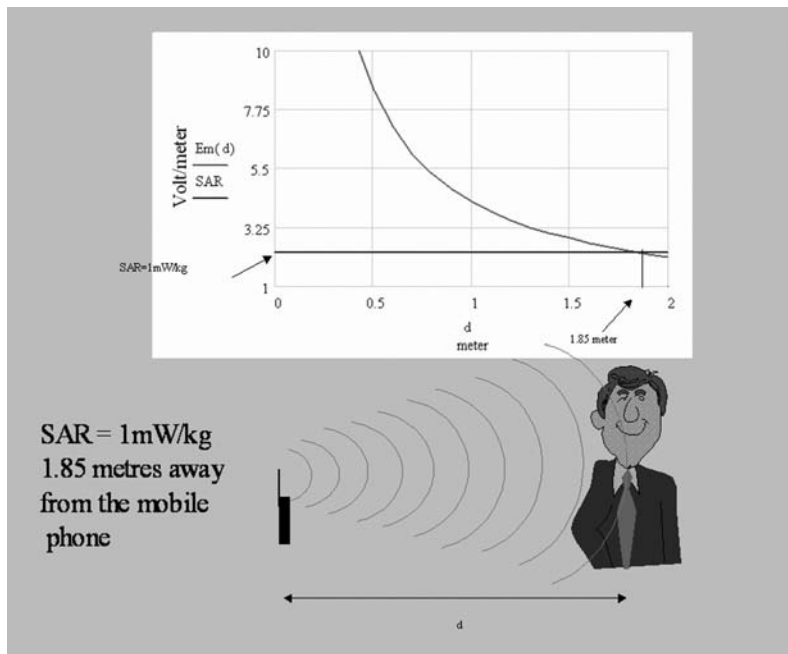 10
7.75
5.5
3.25
1
Volt/meter
Em( d)
SAR
SAR=1mW/kg
0 0.5 1 1.5 2
d
meter
1.85 meter
SAR = 1mW/kg
1.85 metres away
from the mobile
phone
d